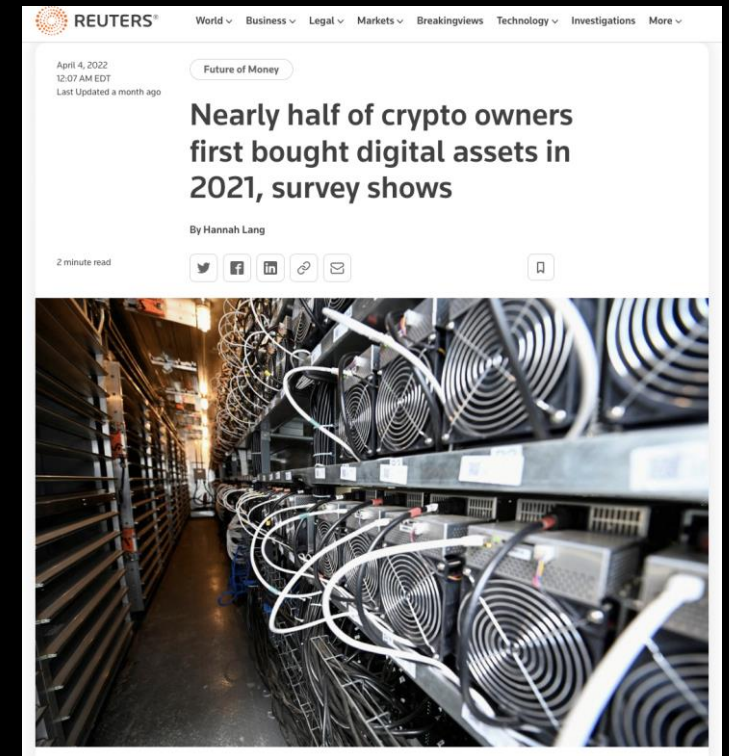 REUTERS®
World Business Legal Markets Breakingviews Technology Investigations More
April 4, 2022
12:07 AM EDT
Last Updated a month ago
Future of Money
Nearly half of crypto owners
first bought digital assets in
2021, survey shows
By Hannah Lang
2 minute read